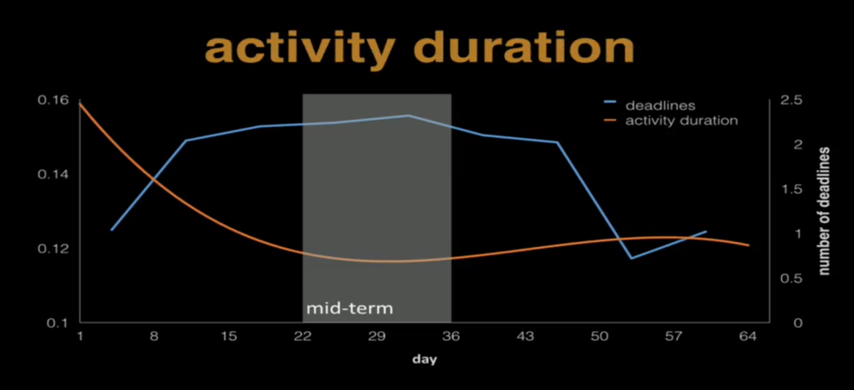 activity duration
0.16
0.14
0.12
0.1
deadlines
activity duration
2.5
2
1.5
1
0.5
0
number of deadlines
mid-term
1 8 15 22 29 36 43 50 57 64
day